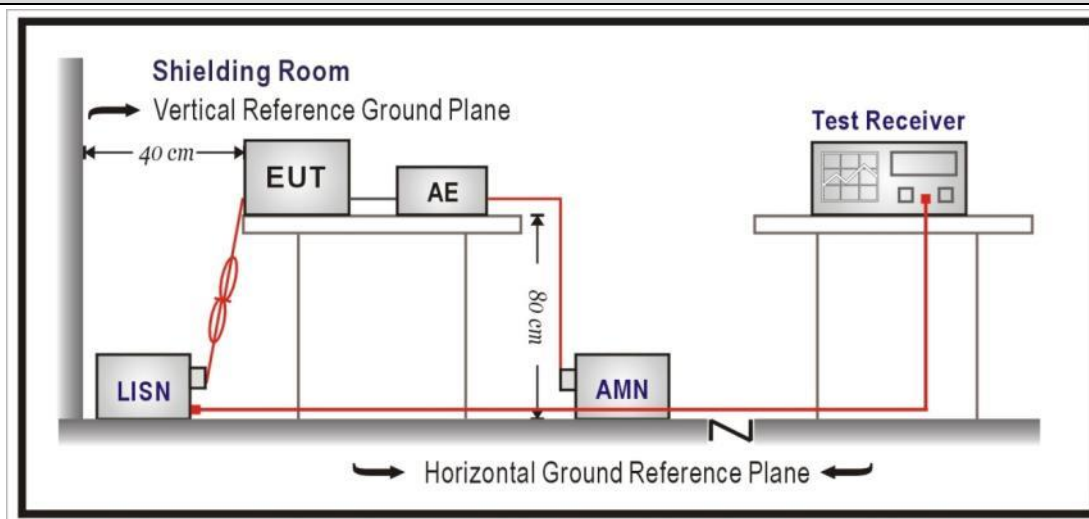 Shielding Room
Vertical Reference Ground Plane
40 cm
EUT
AE
Test Receiver
80 cm
LISN
AMN
Horizontal Ground Reference Plane